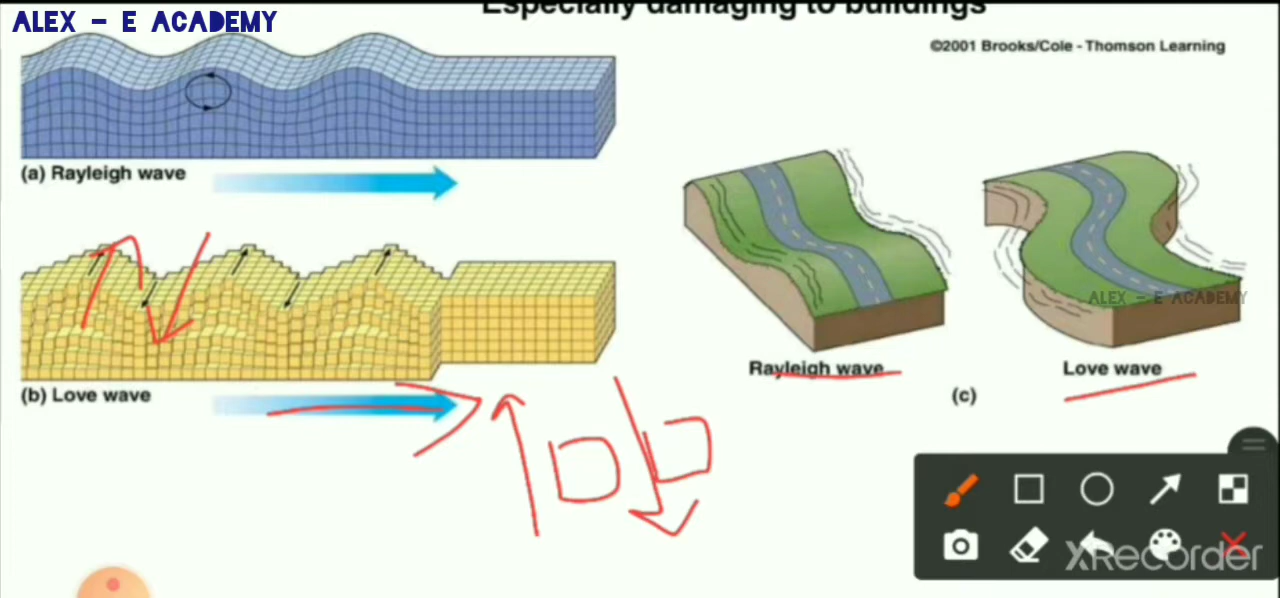 Especially damaging to buildings
ALEX - E ACADEMY
©2001 Brooks/Cole - Thomson Learning
(a) Rayleigh wave
ALEX - E ACADEMY
Rayleigh wave
Love wave
(b) Love wave
(c)
XRecorder